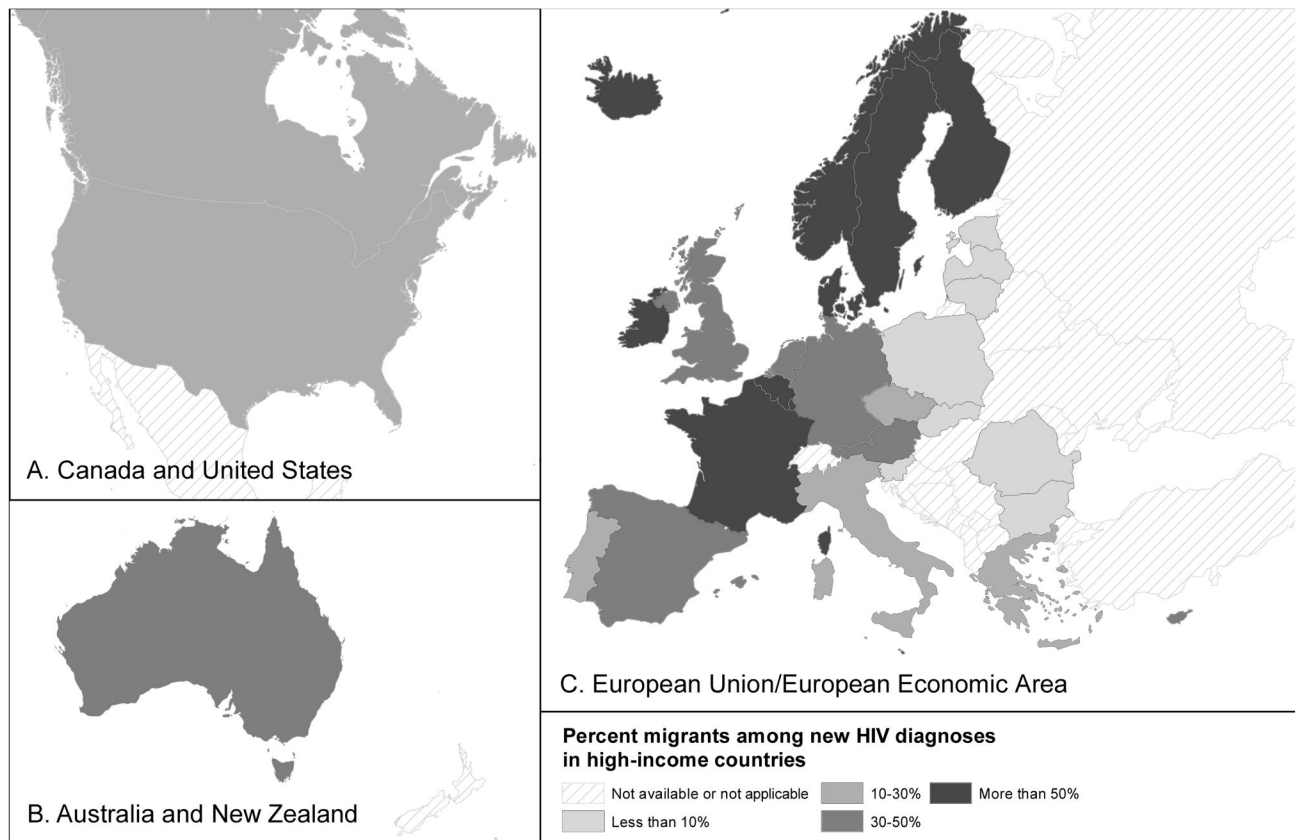 A. Canada and United States
B. Australia and New Zealand
C. European Union/European Economic Area
Percent migrants among new HIV diagnoses
in high-income countries
Not available or not applicable
Less than 10%
10-30%
30-50%
More than 50%